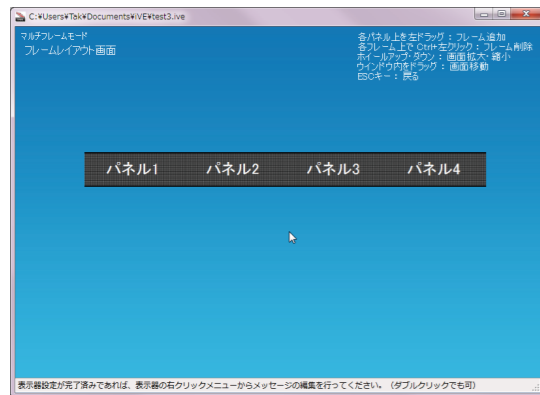 C:¥Users¥Tak¥Documents¥iVE¥test3.ive
マルチフレームモード
フレームレイアウト画面
各パネル上を左ドラッグ：フレーム追加
各フレーム上で Ctrl+左クリック：フレーム削除
ホイールアップ・ダウン：画面拡大・縮小
ウインドウ内をドラッグ：画面移動
ESCキー：戻る
パネル1 パネル2 パネル3 パネル4
表示器設定が完了済みであれば、表示器の右クリックメニューからメッセージの編集を行ってください。（ダブルクリックでも可）